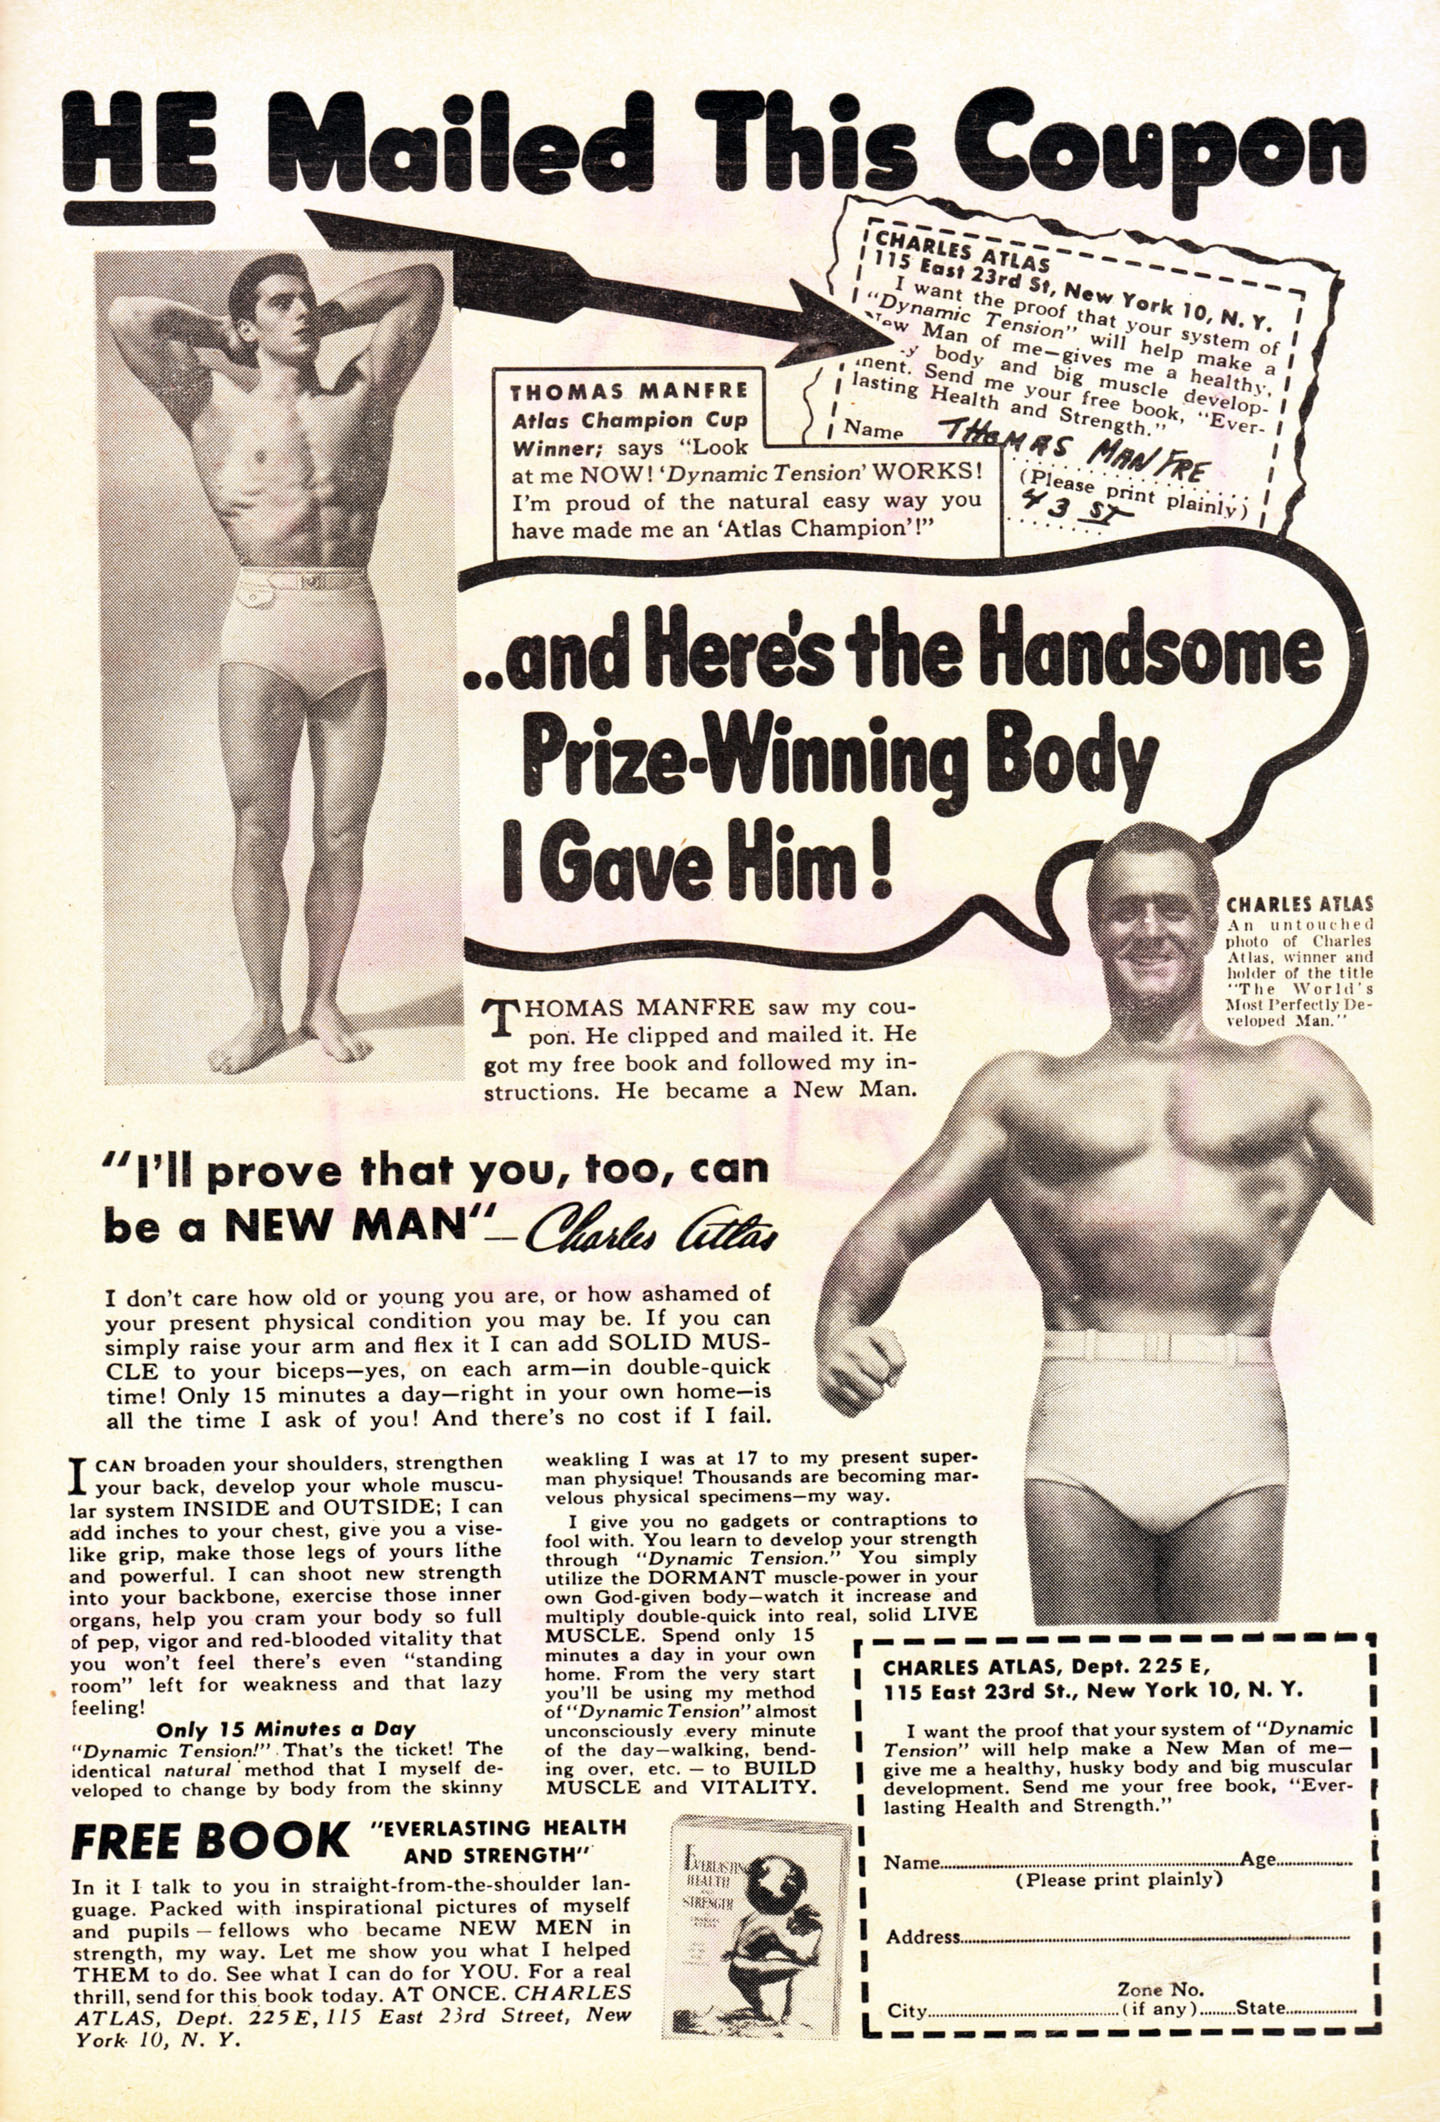 HE Mailed This Coupon
CHARLES ATLAS
115 East 23rd St, New York 10, N. Y.
I want the proof that your system of
"Dynamic Tension" will help make a
New Man of me—gives me a healthy,
body and big muscle develop-
ment. Send me your free book, "Ever-
lasting Health and Strength."
Name THOMAS MANFRE
(Please print plainly)
43 ST
THOMAS MANFRE
Atlas Champion Cup
Winner; says "Look
at me NOW! 'Dynamic Tension' WORKS!
I'm proud of the natural easy way you
have made me an 'Atlas Champion'!"
..and Here's the Handsome
Prize-Winning Body
I Gave Him!
CHARLES ATLAS
An untouched
photo of Charles
Atlas, winner and
holder of the title
"The World's
Most Perfectly De-
veloped Man."
THOMAS MANFRE saw my cou-
pon. He clipped and mailed it. He
got my free book and followed my in-
structions. He became a New Man.
"I'll prove that you, too, can
be a NEW MAN"—Charles Atlas
I don't care how old or young you are, or how ashamed of
your present physical condition you may be. If you can
simply raise your arm and flex it I can add SOLID MUS-
CLE to your biceps—yes, on each arm—in double-quick
time! Only 15 minutes a day—right in your own home—is
all the time I ask of you! And there's no cost if I fail.
I CAN broaden your shoulders, strengthen
your back, develop your whole muscu-
lar system INSIDE and OUTSIDE; I can
add inches to your chest, give you a vise-
like grip, make those legs of yours lithe
and powerful. I can shoot new strength
into your backbone, exercise those inner
organs, help you cram your body so full
of pep, vigor and red-blooded vitality that
you won't feel there's even "standing
room" left for weakness and that lazy
feeling!
Only 15 Minutes a Day
"Dynamic Tension!" That's the ticket! The
identical natural method that I myself de-
veloped to change by body from the skinny
weakling I was at 17 to my present super-
man physique! Thousands are becoming mar-
velous physical specimens—my way.
I give you no gadgets or contraptions to
fool with. You learn to develop your strength
through "Dynamic Tension." You simply
utilize the DORMANT muscle-power in your
own God-given body—watch it increase and
multiply double-quick into real, solid LIVE
MUSCLE. Spend only 15
minutes a day in your own
home. From the very start
you'll be using my method
of "Dynamic Tension" almost
unconsciously every minute
of the day—walking, bend-
ing over, etc. — to BUILD
MUSCLE and VITALITY.
FREE BOOK "EVERLASTING HEALTH
AND STRENGTH"
In it I talk to you in straight-from-the-shoulder lan-
guage. Packed with inspirational pictures of myself
and pupils — fellows who became NEW MEN in
strength, my way. Let me show you what I helped
THEM to do. See what I can do for YOU. For a real
thrill, send for this book today. AT ONCE. CHARLES
ATLAS, Dept. 225E, 115 East 23rd Street, New
York 10, N. Y.
EVERLASTING
HEALTH
AND
STRENGTH
CHARLES ATLAS, Dept. 225 E,
115 East 23rd St., New York 10, N. Y.
I want the proof that your system of "Dynamic
Tension" will help make a New Man of me—
give me a healthy, husky body and big muscular
development. Send me your free book, "Ever-
lasting Health and Strength."
Name Age
(Please print plainly)
Address
Zone No.
City (if any) State